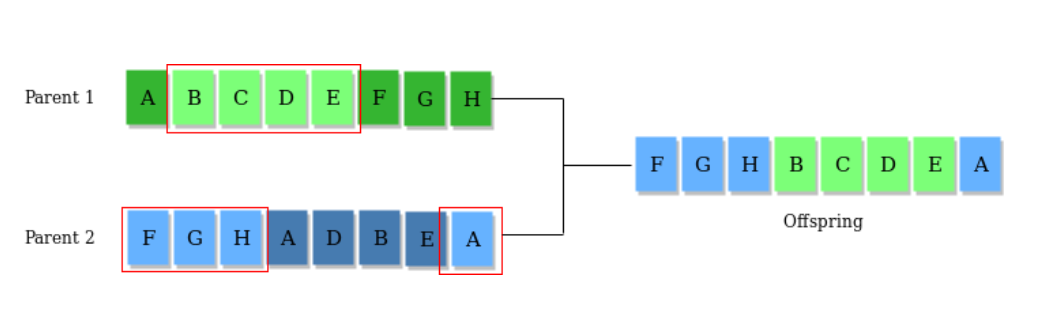 Parent 1 A B C D E F G H
F G H B C D E A
Offspring
Parent 2 F G H A D B E A